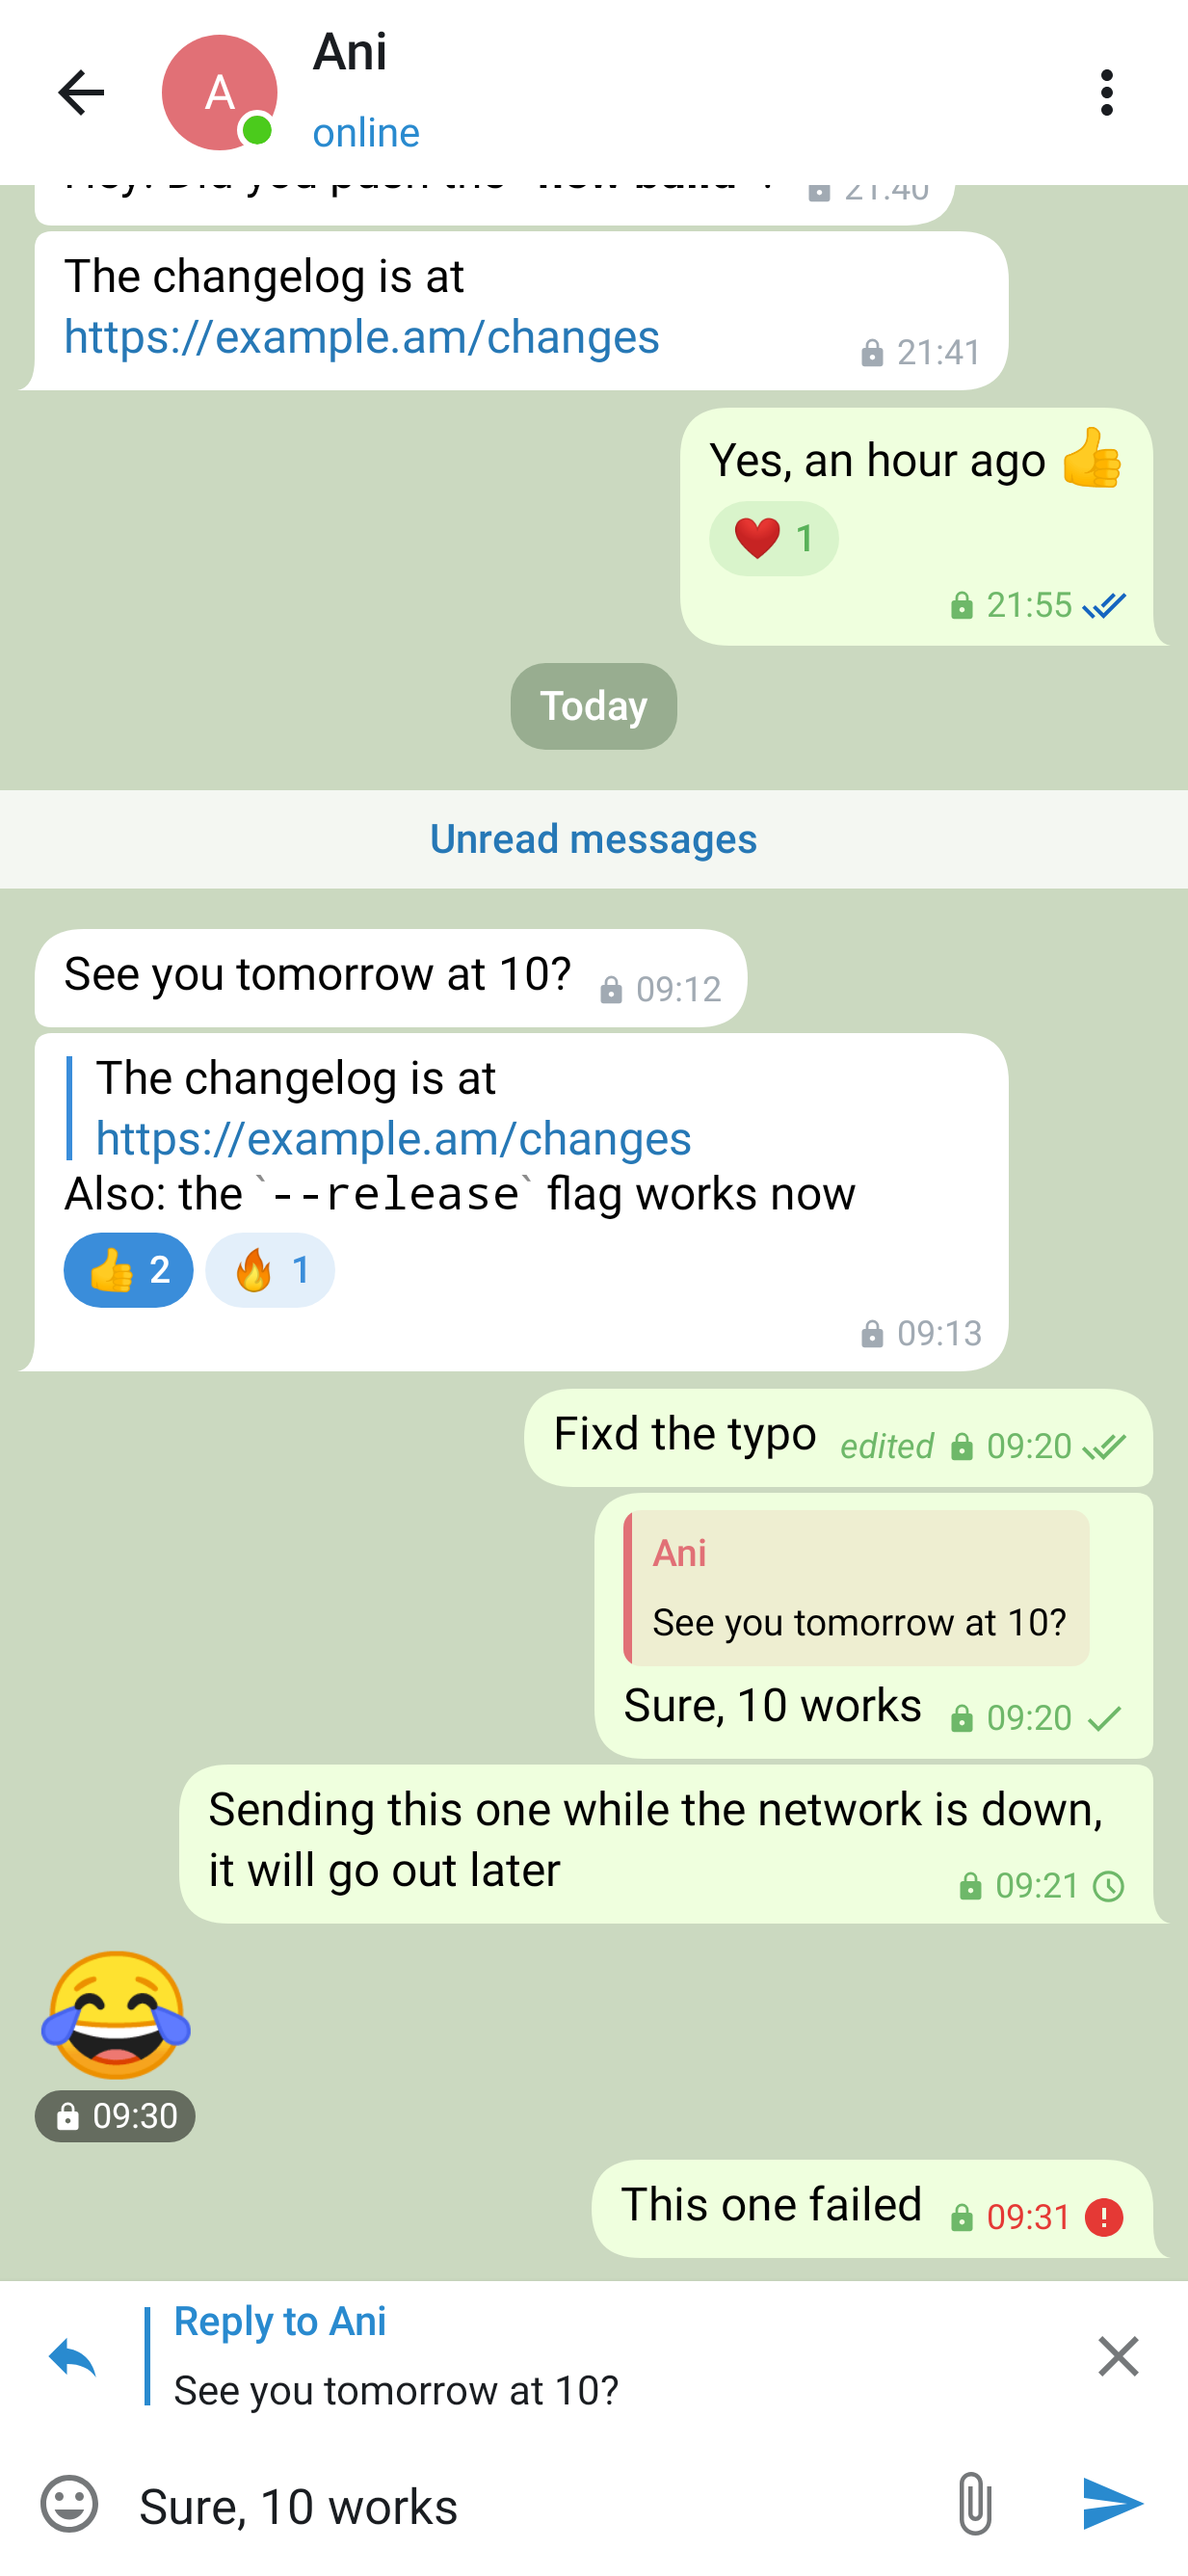 A
Ani
online
The changelog is at
https://example.am/changes
21:41
Yes, an hour ago 👍
❤️ 1
21:55
Today
Unread messages
See you tomorrow at 10? 09:12
The changelog is at
https://example.am/changes
Also: the `--release` flag works now
👍 2 🔥 1
09:13
Fixd the typo edited 09:20
Ani
See you tomorrow at 10?
Sure, 10 works 09:20
Sending this one while the network is down,
it will go out later 09:21
😂
09:30
This one failed 09:31
Reply to Ani
See you tomorrow at 10?
Sure, 10 works